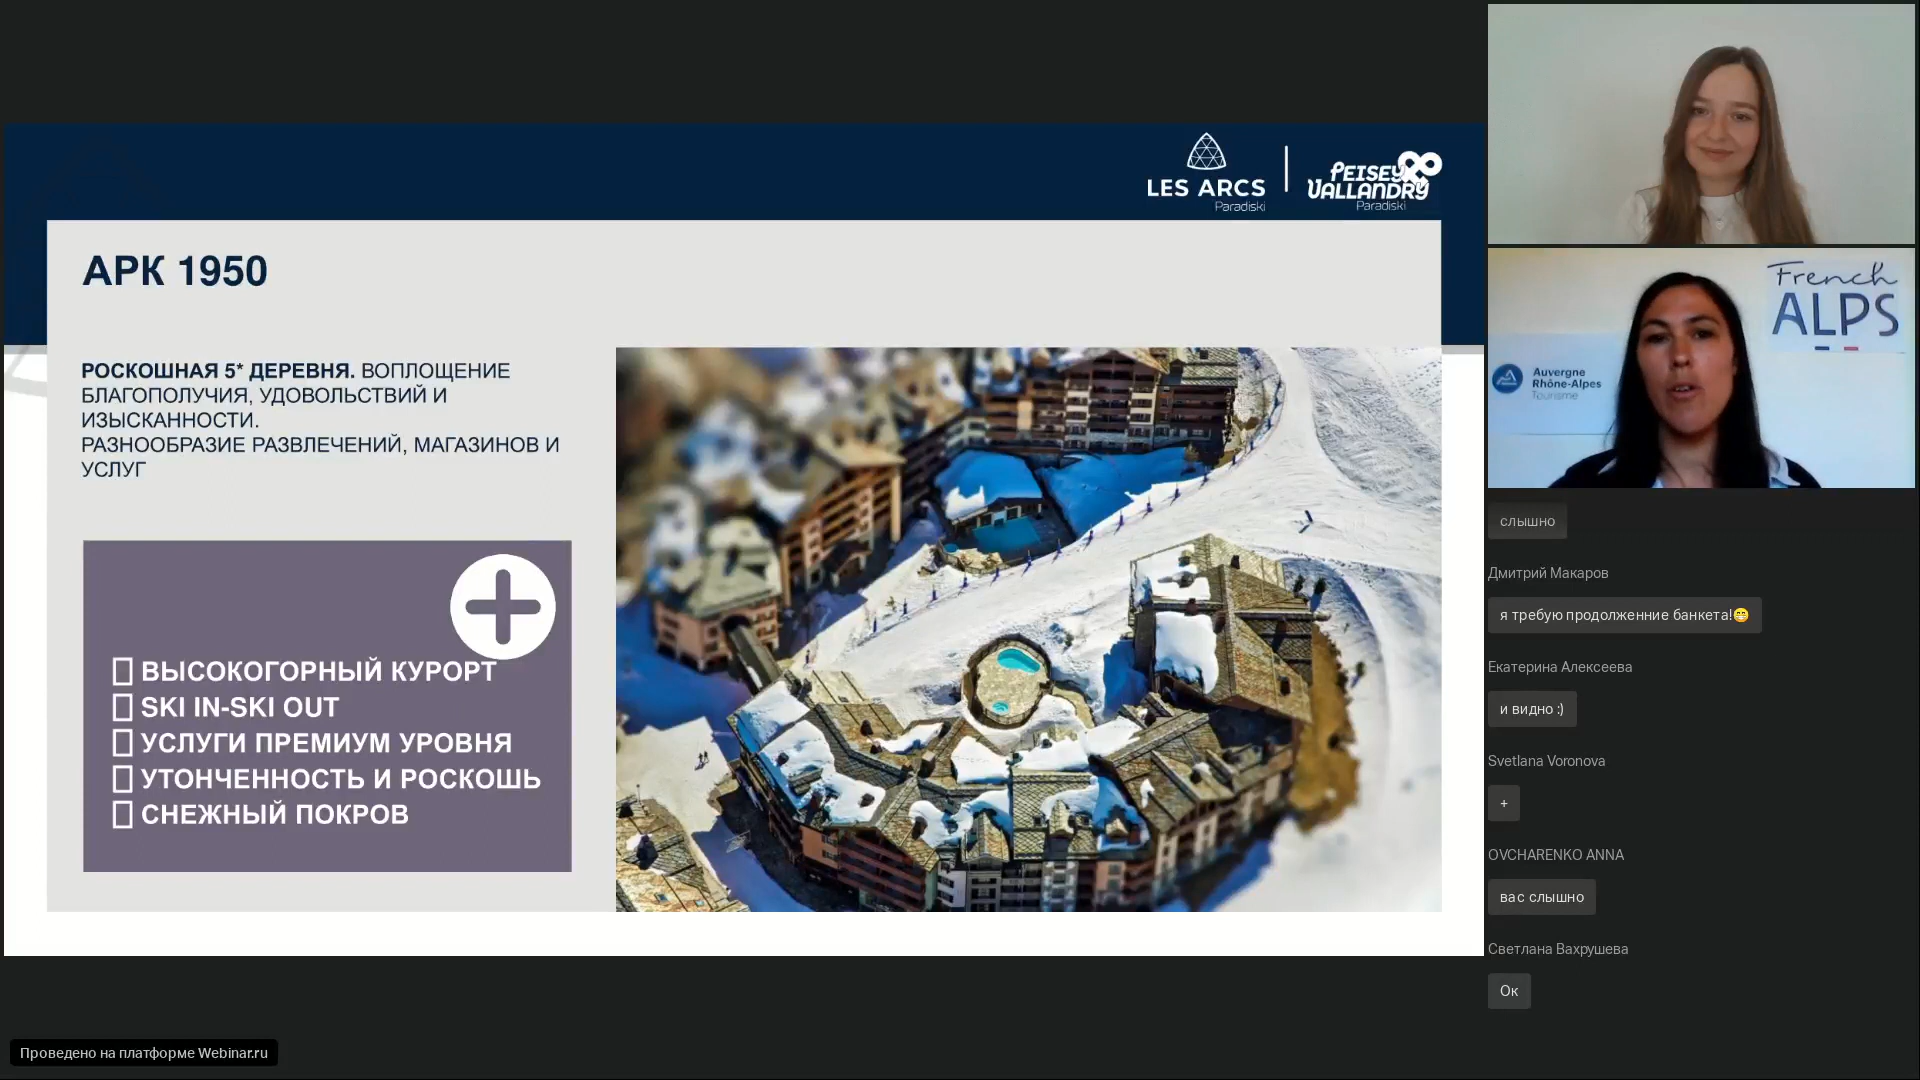 LES ARCS
Paradiski
PEISEY
VALLANDRY
Paradiski
АРК 1950
РОСКОШНАЯ 5* ДЕРЕВНЯ. ВОПЛОЩЕНИЕ
БЛАГОПОЛУЧИЯ, УДОВОЛЬСТВИЙ И
ИЗЫСКАННОСТИ.
РАЗНООБРАЗИЕ РАЗВЛЕЧЕНИЙ, МАГАЗИНОВ И
УСЛУГ
ВЫСОКОГОРНЫЙ КУРОРТ
SKI IN-SKI OUT
УСЛУГИ ПРЕМИУМ УРОВНЯ
УТОНЧЕННОСТЬ И РОСКОШЬ
СНЕЖНЫЙ ПОКРОВ
French
ALPS
Auvergne
Rhône-Alpes
Tourisme
слышно
Дмитрий Макаров
я требую продолженние банкета!😁
Екатерина Алексеева
и видно :)
Svetlana Voronova
+
OVCHARENKO ANNA
вас слышно
Светлана Вахрушева
Ок
Проведено на платформе Webinar.ru